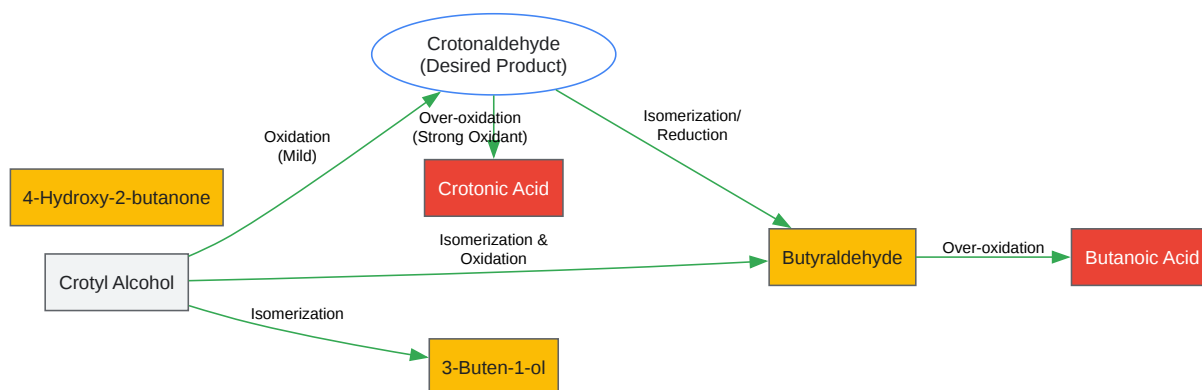 Crotonaldehyde
(Desired Product)
Over-oxidation
(Strong Oxidant)
Isomerization/
Reduction
Oxidation
(Mild)
4-Hydroxy-2-butanone
Crotonic Acid
Isomerization &
Oxidation
Butyraldehyde
Over-oxidation
Butanoic Acid
Crotyl Alcohol
Isomerization
3-Buten-1-ol